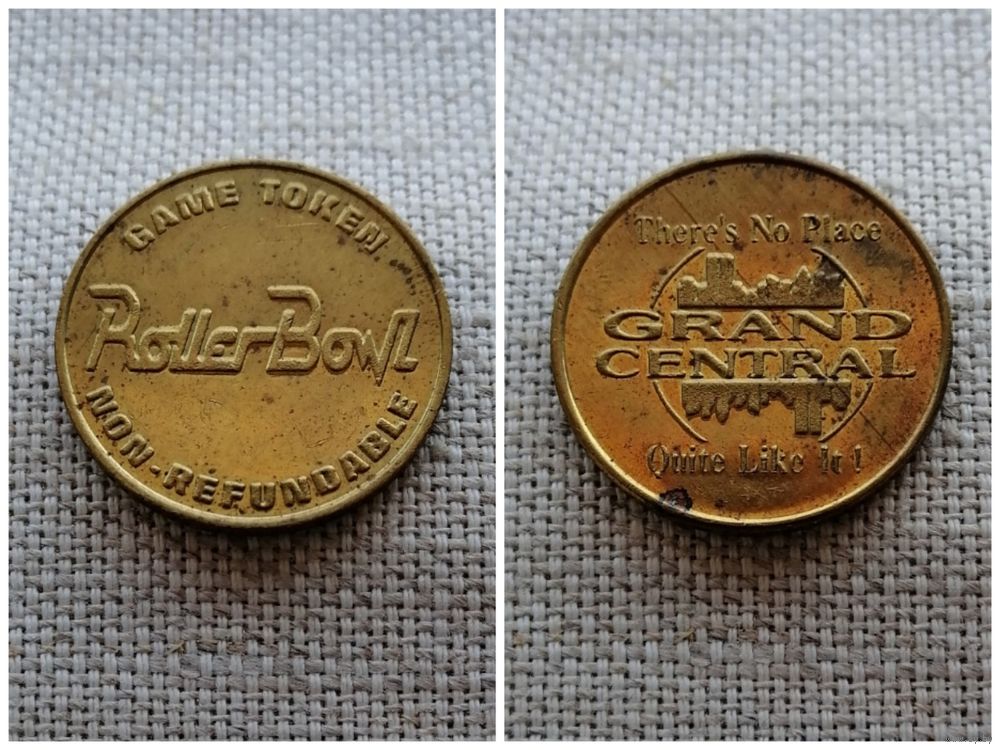 GAME TOKEN
RollerBowl
NON-REFUNDABLE
There's No Place
GRAND
CENTRAL
Quite Like It!